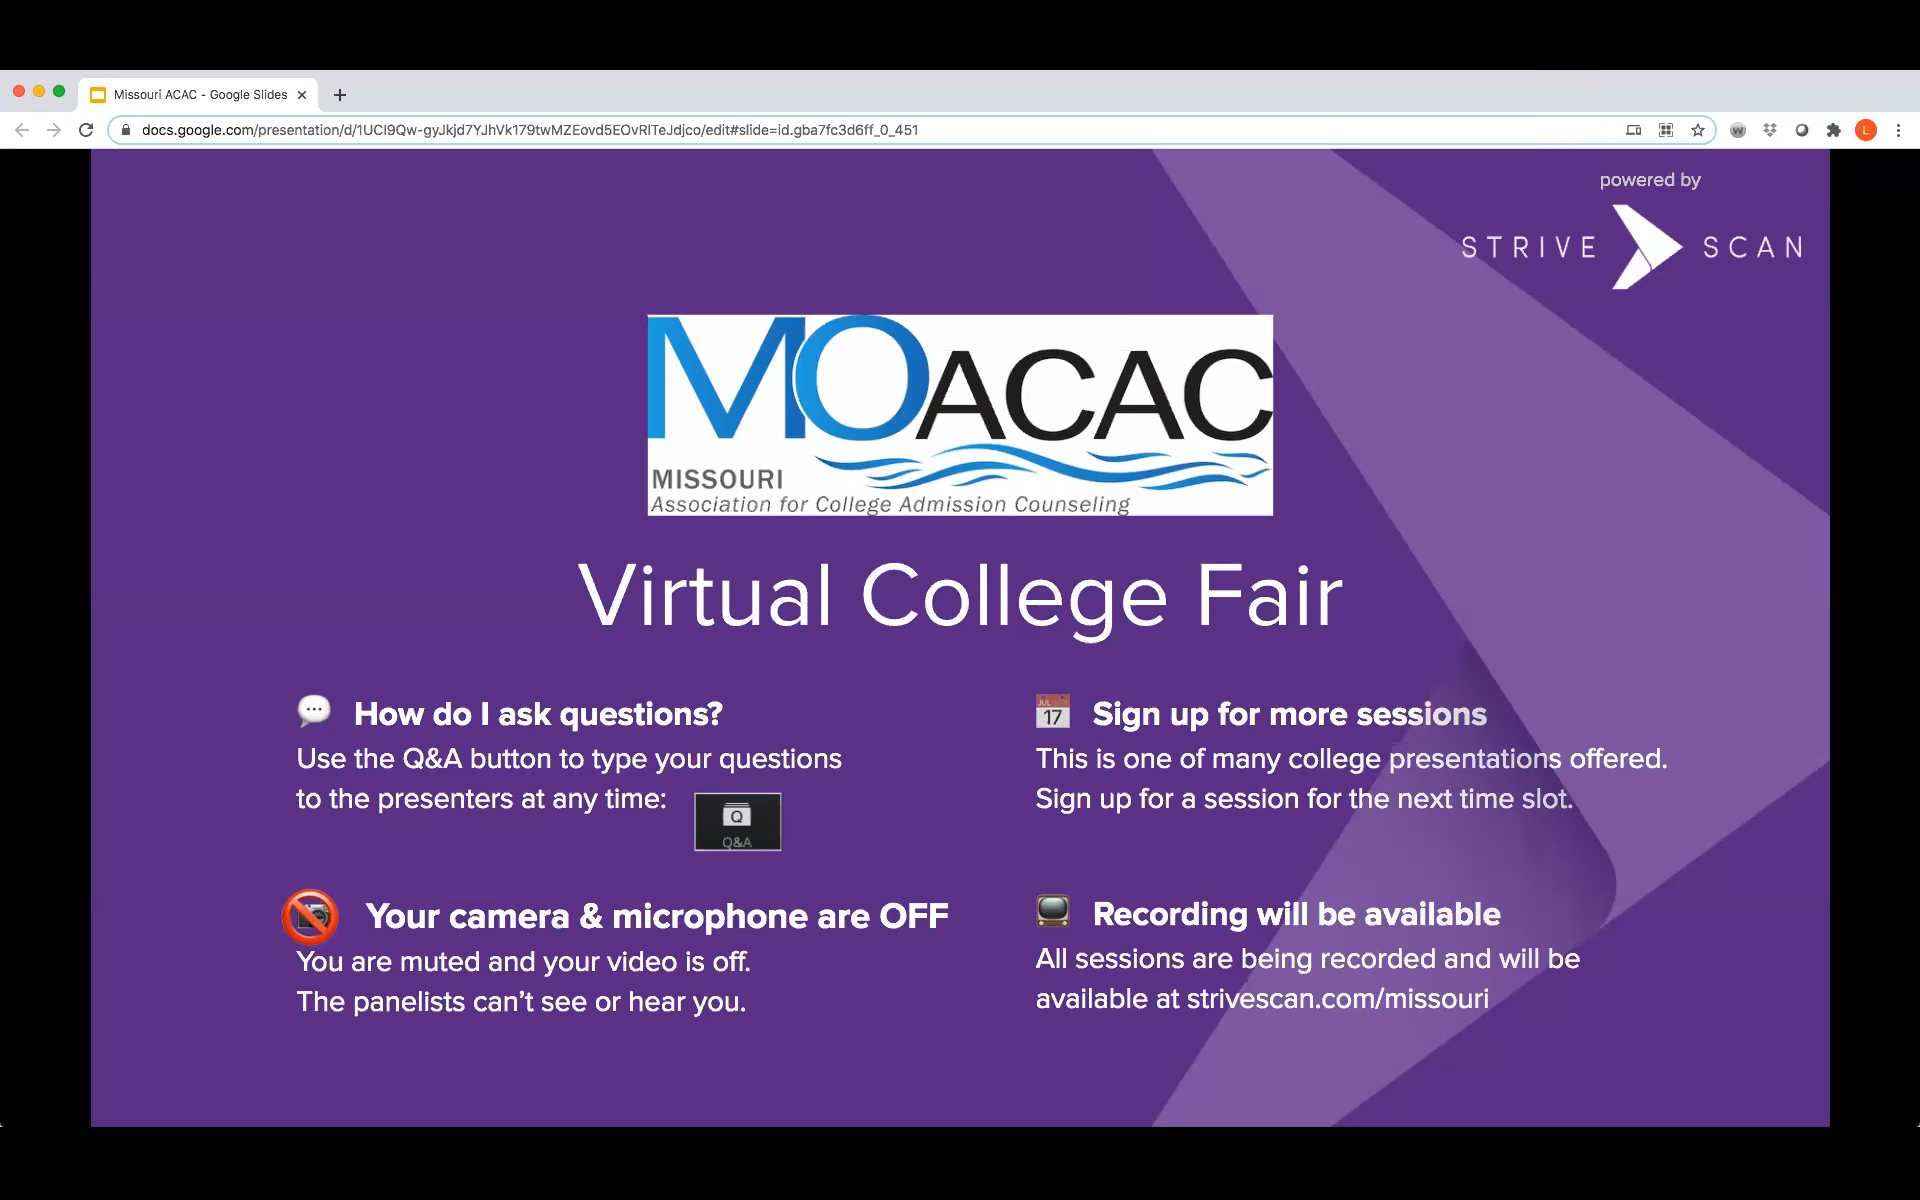 Missouri ACAC - Google Slides
docs.google.com/presentation/d/1UCl9Qw-gyJkjd7YJhVk179twMZEovd5EOvRlTeJdjco/edit#slide=id.gba7fc3d6ff_0_451
W
L
powered by
STRIVE SCAN
MOACAC
MISSOURI
Association for College Admission Counseling
Virtual College Fair
How do I ask questions?
Use the Q&A button to type your questions
to the presenters at any time:
Q
Q&A
JUL
17
Sign up for more sessions
This is one of many college presentations offered.
Sign up for a session for the next time slot.
Your camera & microphone are OFF
You are muted and your video is off.
The panelists can’t see or hear you.
Recording will be available
All sessions are being recorded and will be
available at strivescan.com/missouri